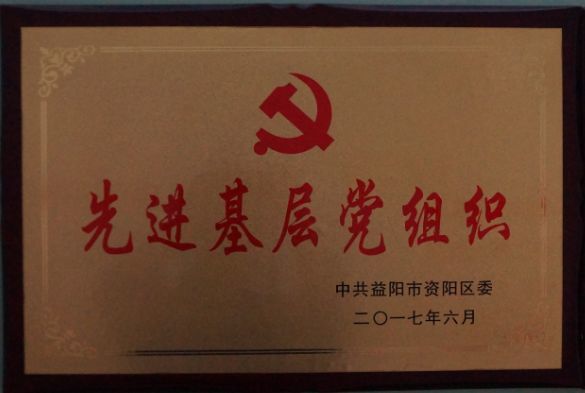 先进基层党组织
中共益阳市资阳区委
二〇一七年六月